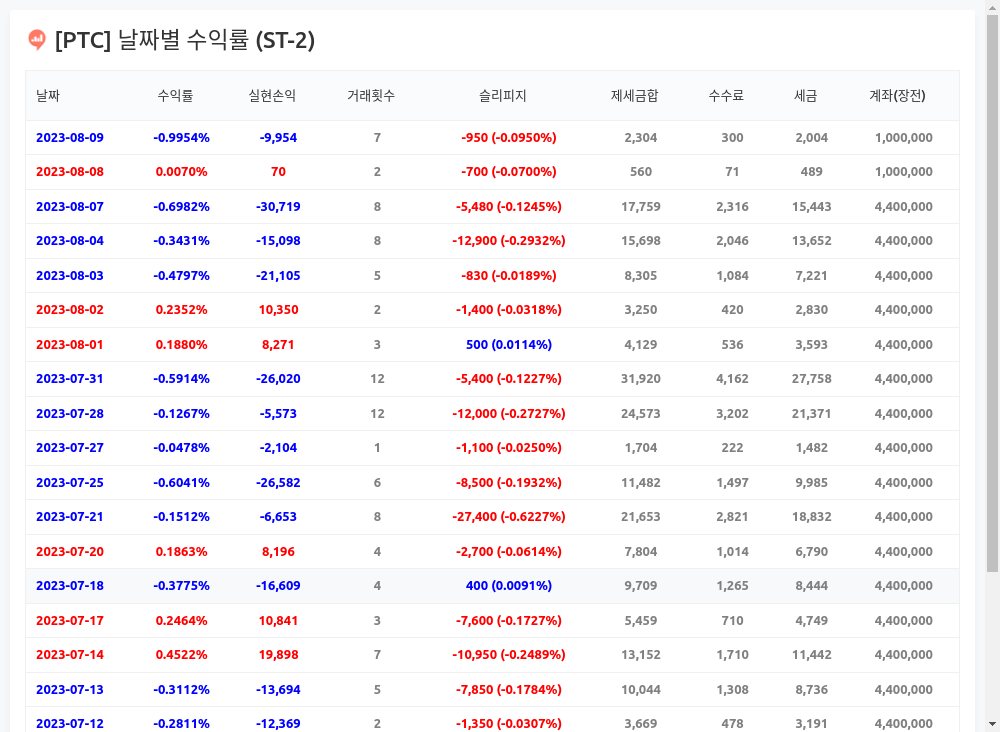 [PTC] 날짜별 수익률 (ST-2)
날짜 수익률 실현손익 거래횟수 슬리피지 제세금합 수수료 세금 계좌(장전)
2023-08-09 -0.9954% -9,954 7 -950 (-0.0950%) 2,304 300 2,004 1,000,000
2023-08-08 0.0070% 70 2 -700 (-0.0700%) 560 71 489 1,000,000
2023-08-07 -0.6982% -30,719 8 -5,480 (-0.1245%) 17,759 2,316 15,443 4,400,000
2023-08-04 -0.3431% -15,098 8 -12,900 (-0.2932%) 15,698 2,046 13,652 4,400,000
2023-08-03 -0.4797% -21,105 5 -830 (-0.0189%) 8,305 1,084 7,221 4,400,000
2023-08-02 0.2352% 10,350 2 -1,400 (-0.0318%) 3,250 420 2,830 4,400,000
2023-08-01 0.1880% 8,271 3 500 (0.0114%) 4,129 536 3,593 4,400,000
2023-07-31 -0.5914% -26,020 12 -5,400 (-0.1227%) 31,920 4,162 27,758 4,400,000
2023-07-28 -0.1267% -5,573 12 -12,000 (-0.2727%) 24,573 3,202 21,371 4,400,000
2023-07-27 -0.0478% -2,104 1 -1,100 (-0.0250%) 1,704 222 1,482 4,400,000
2023-07-25 -0.6041% -26,582 6 -8,500 (-0.1932%) 11,482 1,497 9,985 4,400,000
2023-07-21 -0.1512% -6,653 8 -27,400 (-0.6227%) 21,653 2,821 18,832 4,400,000
2023-07-20 0.1863% 8,196 4 -2,700 (-0.0614%) 7,804 1,014 6,790 4,400,000
2023-07-18 -0.3775% -16,609 4 400 (0.0091%) 9,709 1,265 8,444 4,400,000
2023-07-17 0.2464% 10,841 3 -7,600 (-0.1727%) 5,459 710 4,749 4,400,000
2023-07-14 0.4522% 19,898 7 -10,950 (-0.2489%) 13,152 1,710 11,442 4,400,000
2023-07-13 -0.3112% -13,694 5 -7,850 (-0.1784%) 10,044 1,308 8,736 4,400,000
2023-07-12 -0.2811% -12,369 2 -1,350 (-0.0307%) 3,669 478 3,191 4,400,000